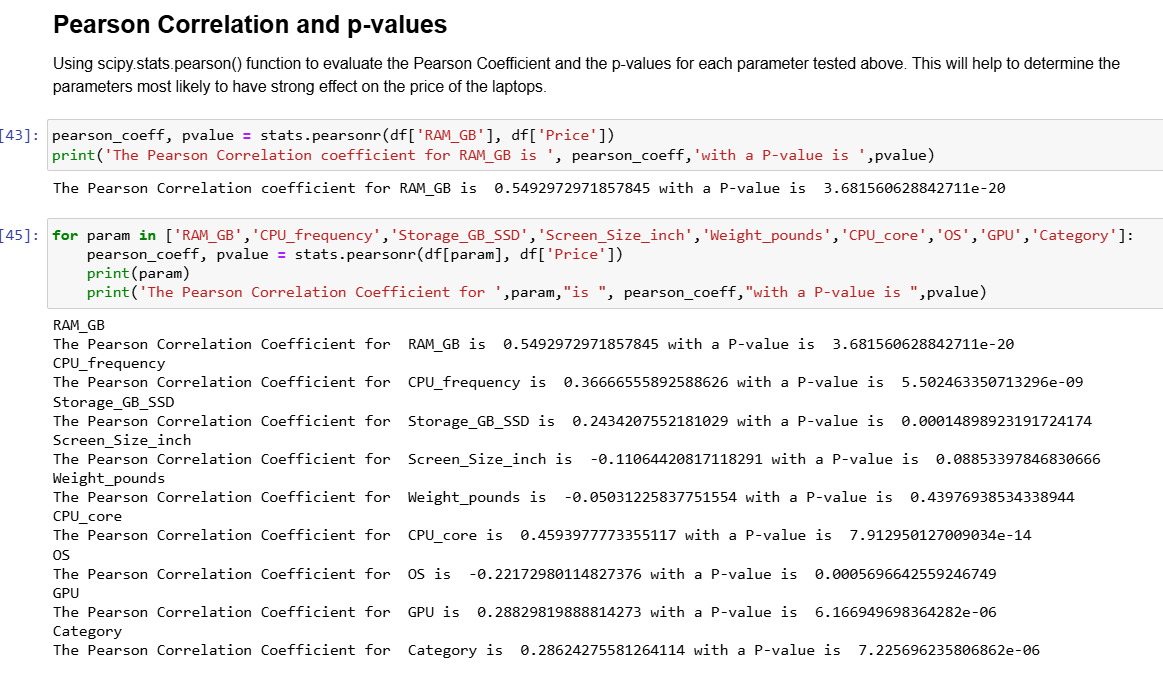 Pearson Correlation and p-values
Using scipy.stats.pearson() function to evaluate the Pearson Coefficient and the p-values for each parameter tested above. This will help to determine the
parameters most likely to have strong effect on the price of the laptops.
[43]: pearson_coeff, pvalue = stats.pearsonr(df['RAM_GB'], df['Price'])
print('The Pearson Correlation coefficient for RAM_GB is ', pearson_coeff,'with a P-value is ',pvalue)
The Pearson Correlation coefficient for RAM_GB is  0.5492972971857845 with a P-value is  3.681560628842711e-20
[45]: for param in ['RAM_GB','CPU_frequency','Storage_GB_SSD','Screen_Size_inch','Weight_pounds','CPU_core','OS','GPU','Category']:
    pearson_coeff, pvalue = stats.pearsonr(df[param], df['Price'])
    print(param)
    print('The Pearson Correlation Coefficient for ',param,"is ", pearson_coeff,"with a P-value is ",pvalue)
RAM_GB
The Pearson Correlation Coefficient for  RAM_GB is  0.5492972971857845 with a P-value is  3.681560628842711e-20
CPU_frequency
The Pearson Correlation Coefficient for  CPU_frequency is  0.36666555892588626 with a P-value is  5.502463350713296e-09
Storage_GB_SSD
The Pearson Correlation Coefficient for  Storage_GB_SSD is  0.2434207552181029 with a P-value is  0.00014898923191724174
Screen_Size_inch
The Pearson Correlation Coefficient for  Screen_Size_inch is  -0.11064420817118291 with a P-value is  0.08853397846830666
Weight_pounds
The Pearson Correlation Coefficient for  Weight_pounds is  -0.05031225837751554 with a P-value is  0.43976938534338944
CPU_core
The Pearson Correlation Coefficient for  CPU_core is  0.4593977773355117 with a P-value is  7.912950127009034e-14
OS
The Pearson Correlation Coefficient for  OS is  -0.22172980114827376 with a P-value is  0.0005696642559246749
GPU
The Pearson Correlation Coefficient for  GPU is  0.28829819888814273 with a P-value is  6.166949698364282e-06
Category
The Pearson Correlation Coefficient for  Category is  0.28624275581264114 with a P-value is  7.225696235806862e-06